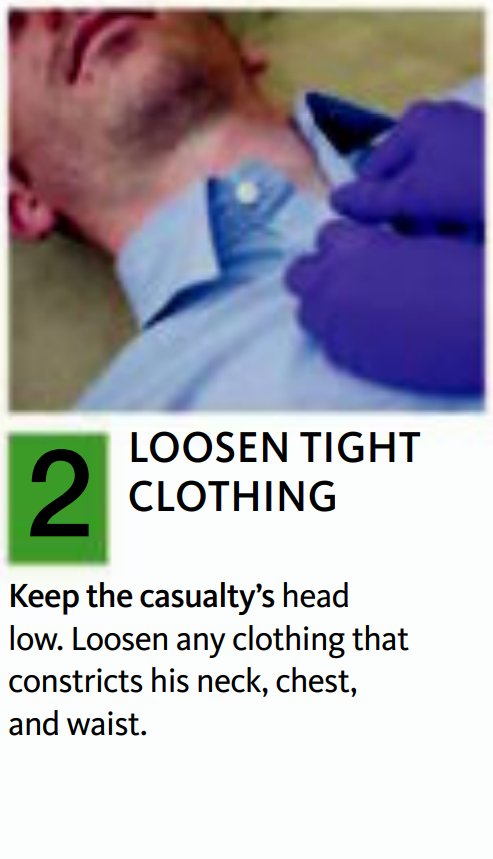 2
LOOSEN TIGHT
CLOTHING
Keep the casualty’s head
low. Loosen any clothing that
constricts his neck, chest,
and waist.